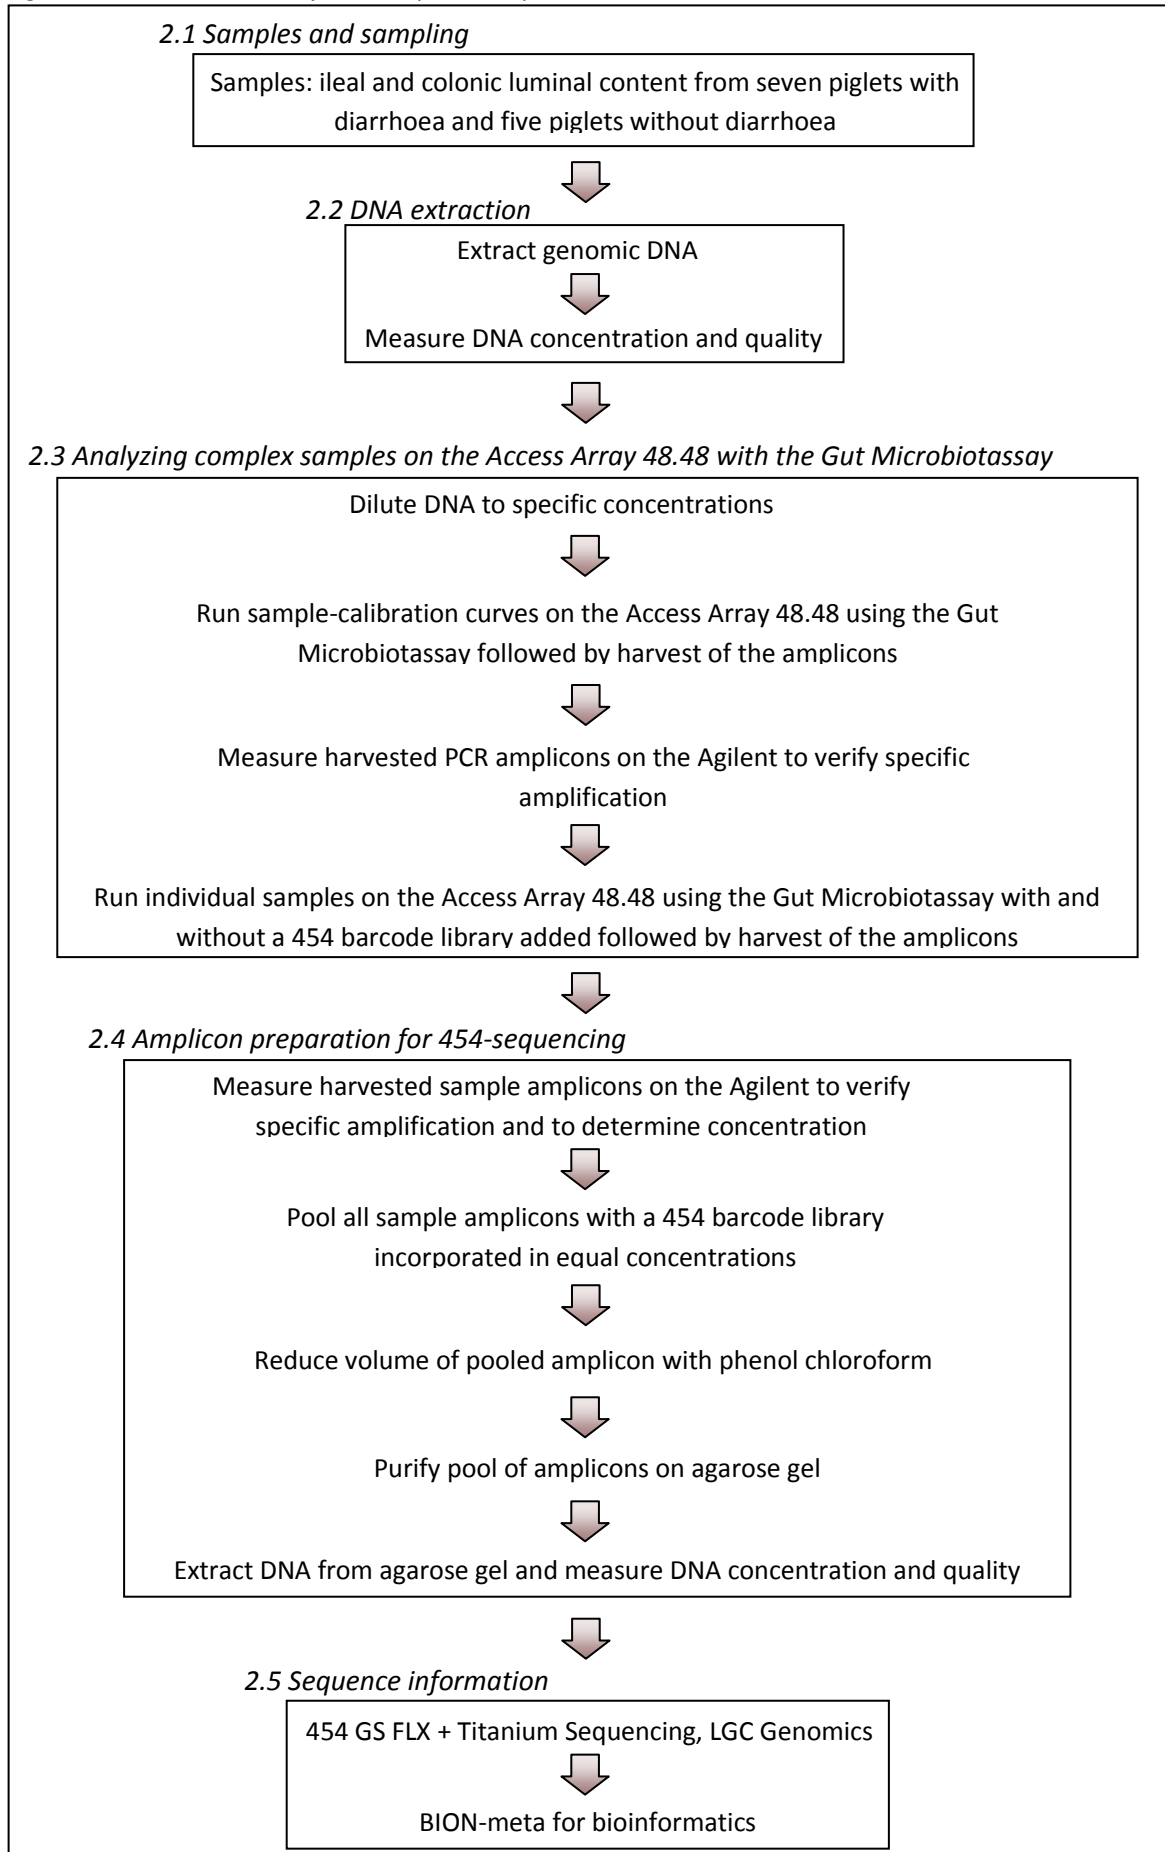 2.1 Samples and sampling
Samples: ileal and colonic luminal content from seven piglets with
diarrhoea and five piglets without diarrhoea
2.2 DNA extraction
Extract genomic DNA
Measure DNA concentration and quality
2.3 Analyzing complex samples on the Access Array 48.48 with the Gut Microbiotassay
Dilute DNA to specific concentrations
Run sample-calibration curves on the Access Array 48.48 using the Gut
Microbiotassay followed by harvest of the amplicons
Measure harvested PCR amplicons on the Agilent to verify specific
amplification
Run individual samples on the Access Array 48.48 using the Gut Microbiotassay with and
without a 454 barcode library added followed by harvest of the amplicons
2.4 Amplicon preparation for 454-sequencing
Measure harvested sample amplicons on the Agilent to verify
specific amplification and to determine concentration
Pool all sample amplicons with a 454 barcode library
incorporated in equal concentrations
Reduce volume of pooled amplicon with phenol chloroform
Purify pool of amplicons on agarose gel
Extract DNA from agarose gel and measure DNA concentration and quality
2.5 Sequence information
454 GS FLX + Titanium Sequencing, LGC Genomics
BION-meta for bioinformatics